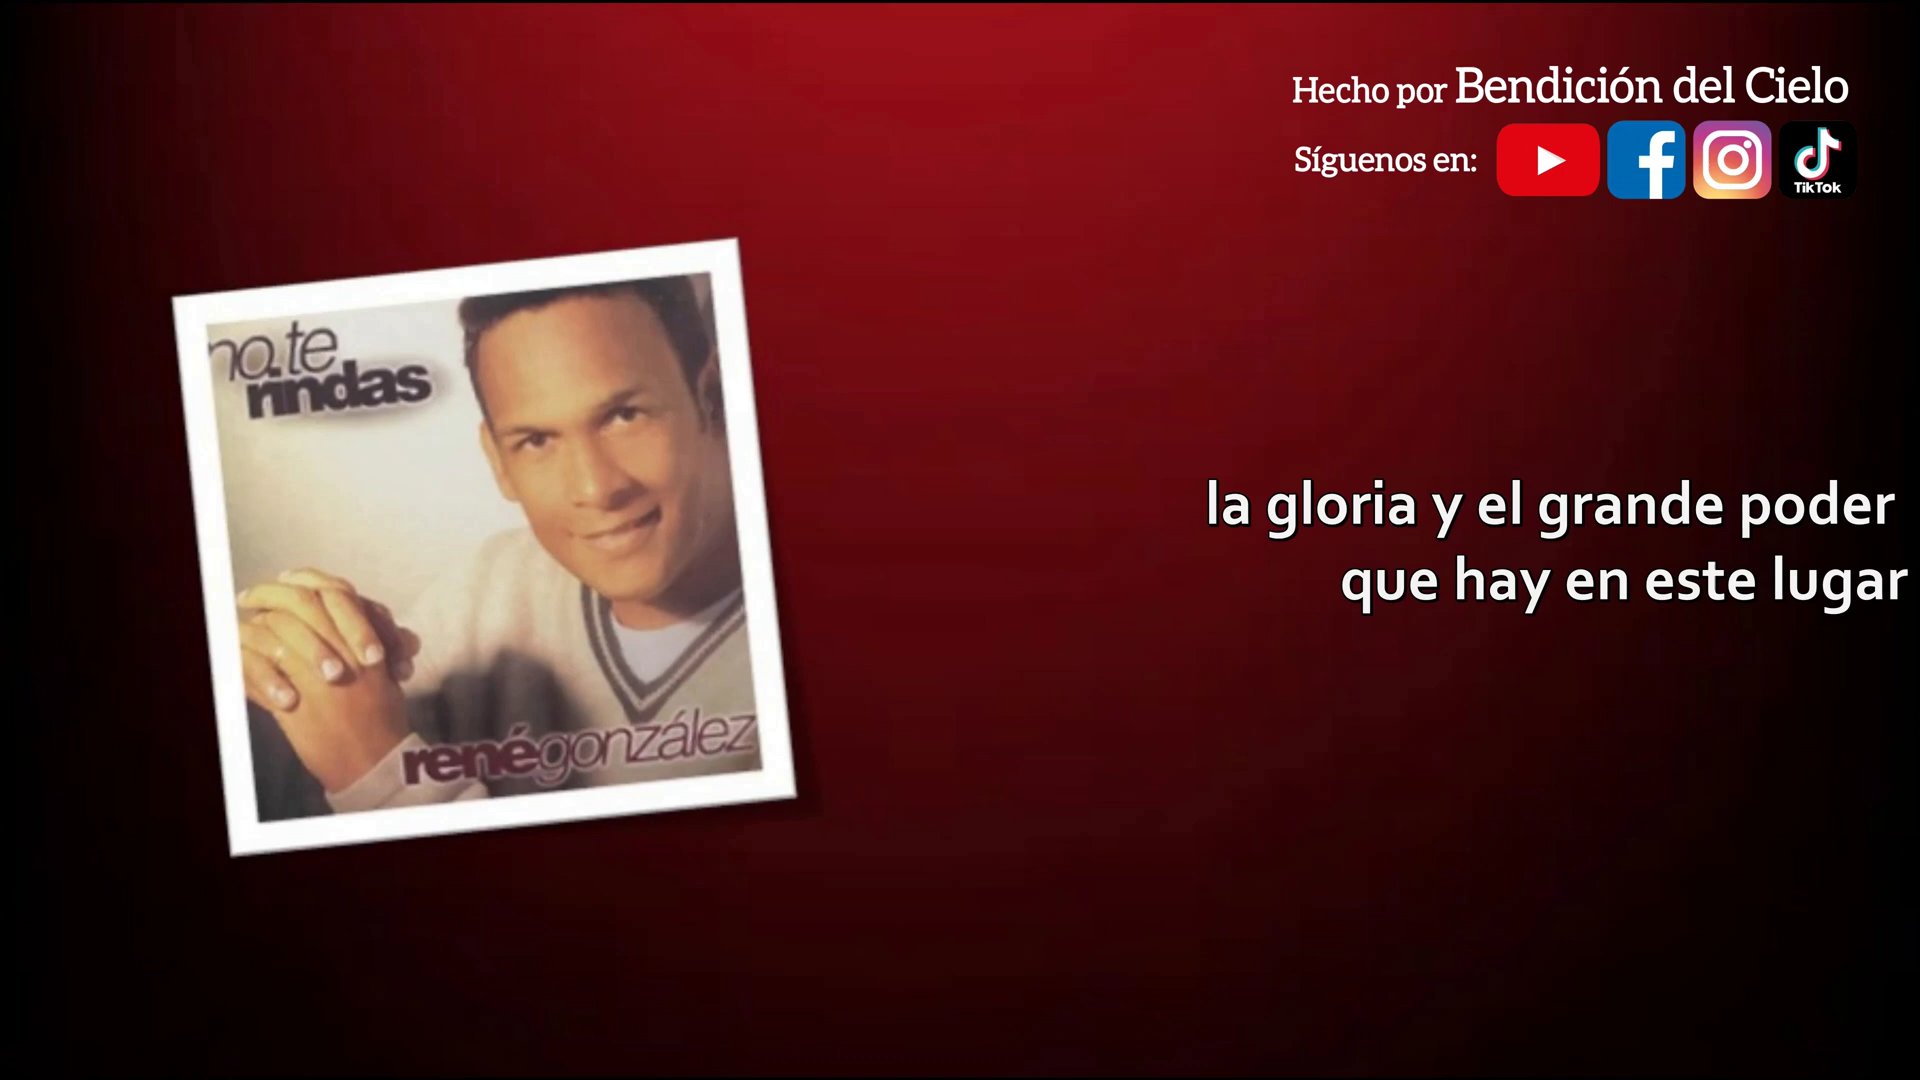 Hecho por Bendición del Cielo
Síguenos en:
TikTok
no te
rindas
la gloria y el grande poder
que hay en este lugar
renégonzález